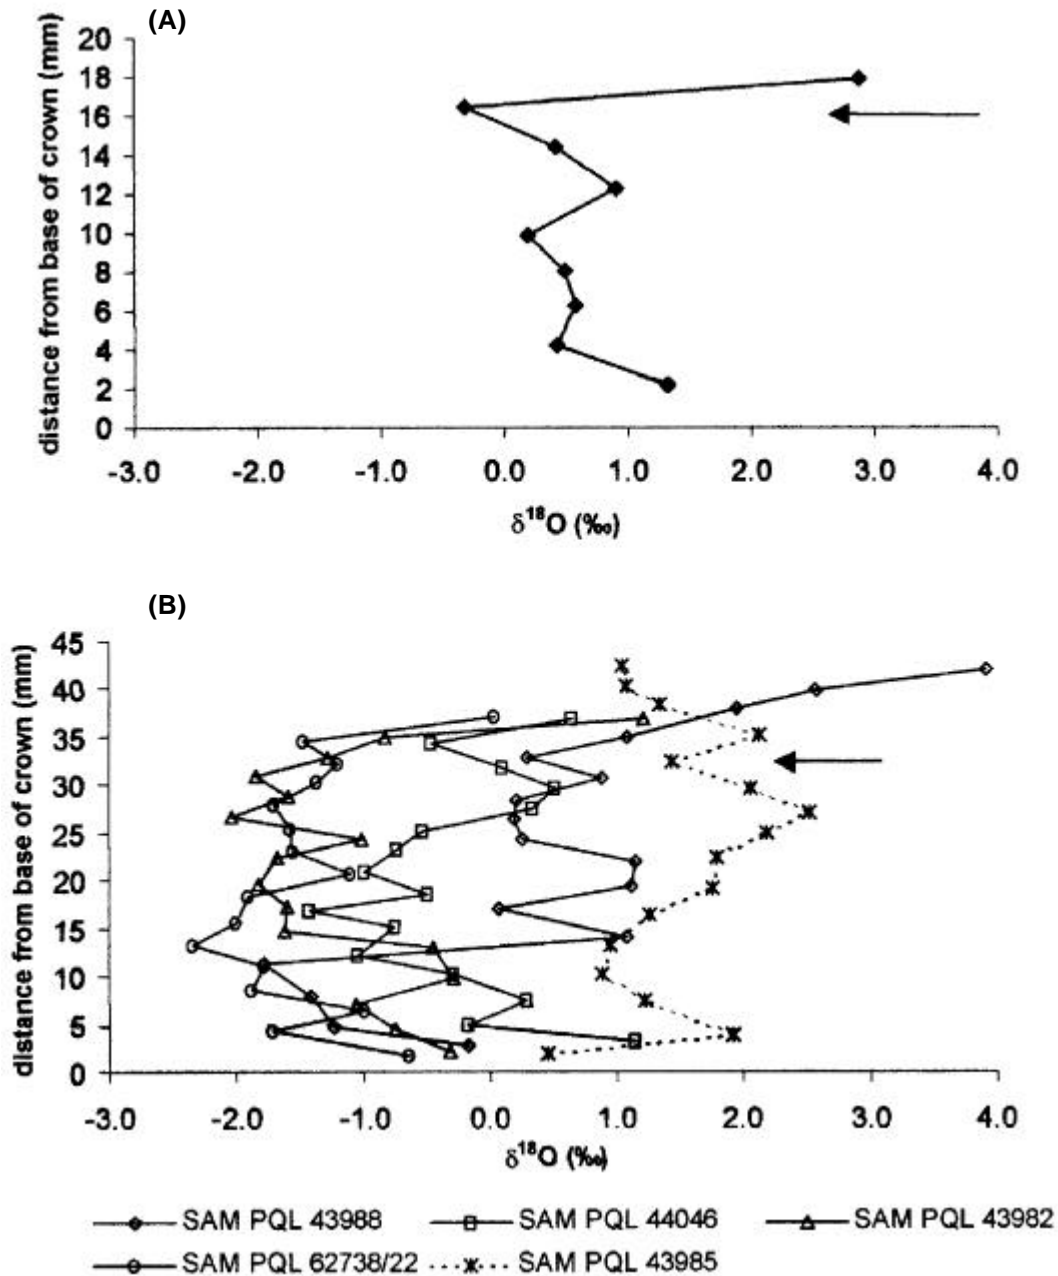 (A)
20
18
16
14
12
10
8
6
4
2
0
distance from base of crown (mm)
-3.0 -2.0 -1.0 0.0 1.0 2.0 3.0 4.0
δ18O (‰)
(B)
45
40
35
30
25
20
15
10
5
0
distance from base of crown (mm)
-3.0 -2.0 -1.0 0.0 1.0 2.0 3.0 4.0
δ18O (‰)
SAM PQL 43988 SAM PQL 44046 SAM PQL 43982
SAM PQL 62738/22 SAM PQL 43985